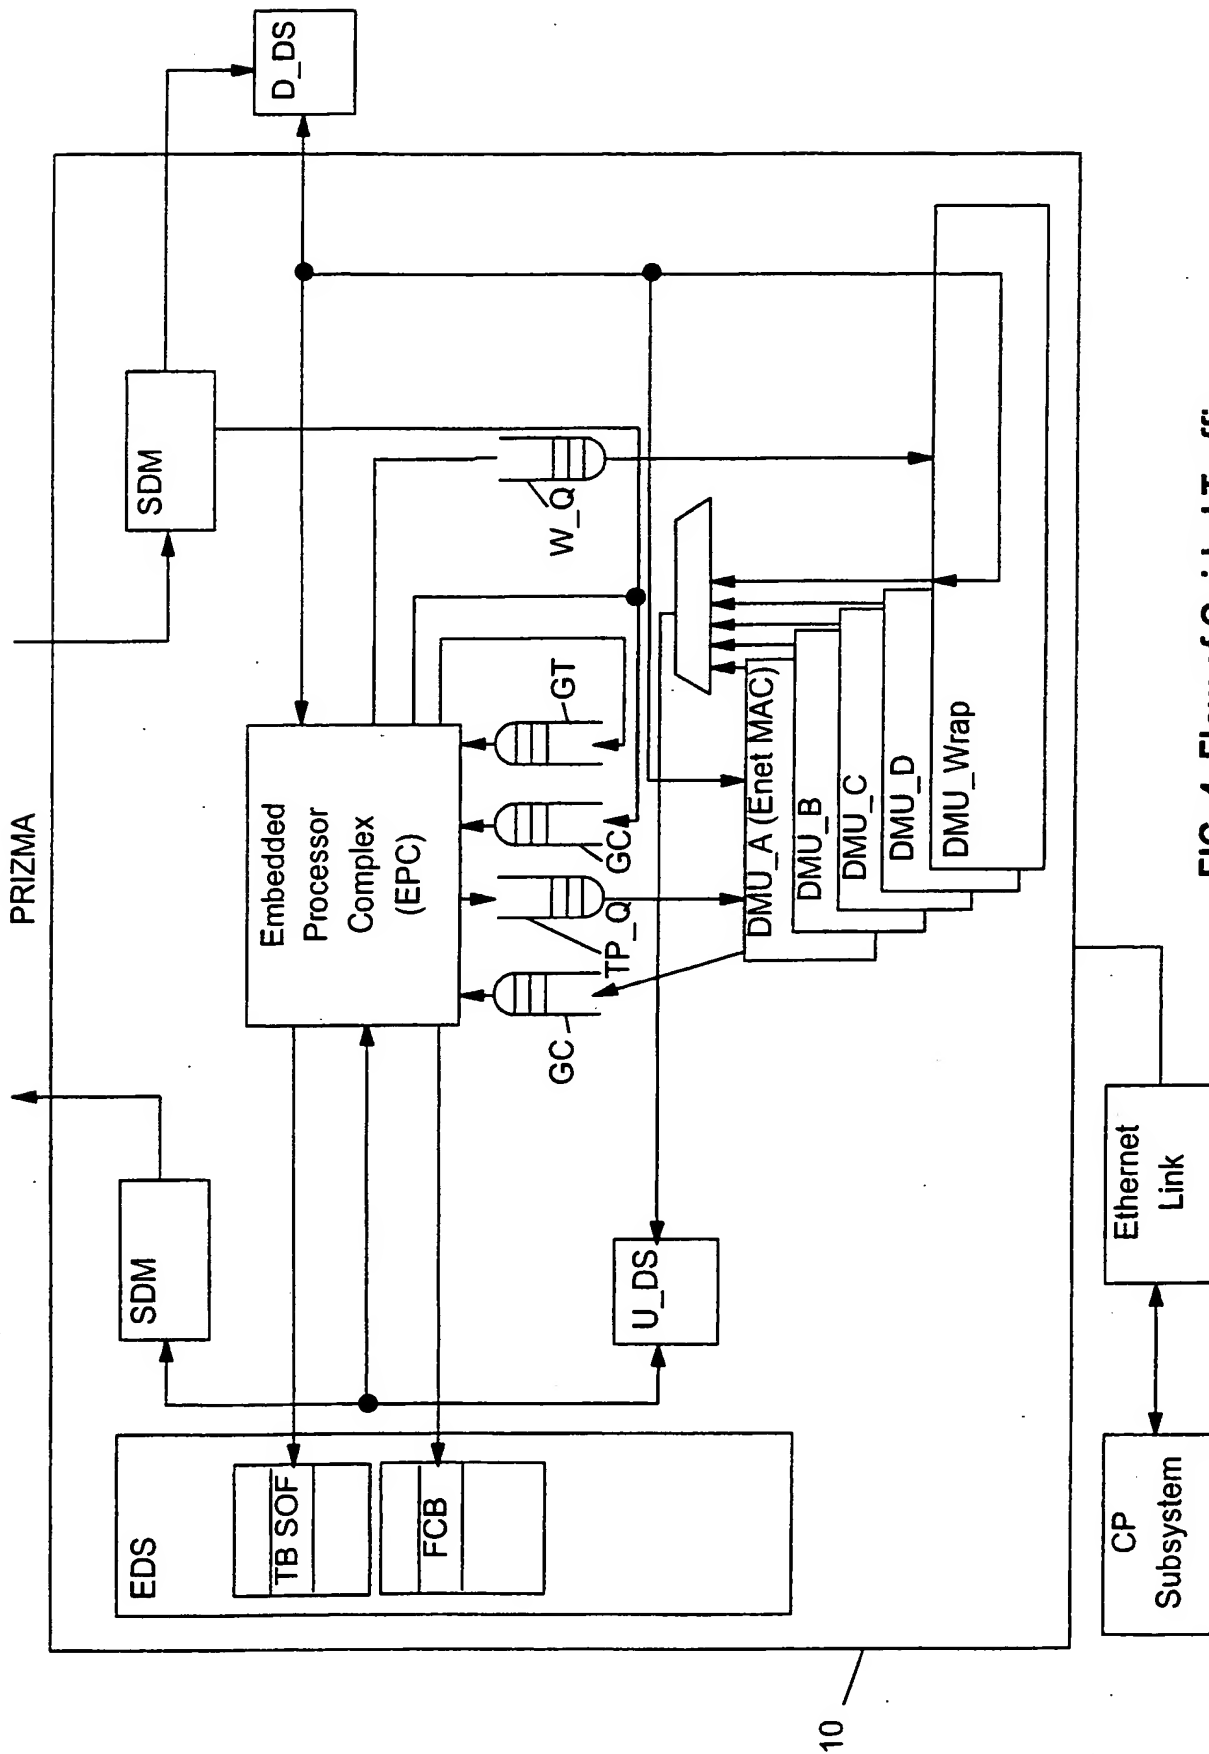 PRIZMA
EDS
TB SOF
FCB
SDM
SDM
D_DS
Embedded
Processor
Complex
(EPC)
GC
TP_Q
GC
GT
W_Q
U_DS
DMU_A (Enet MAC)
DMU_B
DMU_C
DMU_D
DMU_Wrap
10
CP
Subsystem
Ethernet
Link